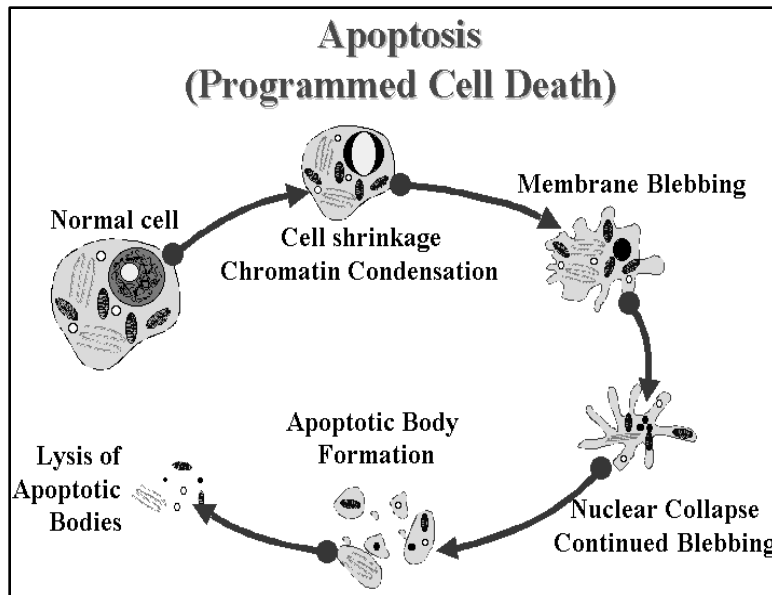 Apoptosis
(Programmed Cell Death)
Normal cell
Cell shrinkage
Chromatin Condensation
Membrane Blebbing
Nuclear Collapse
Continued Blebbing
Apoptotic Body
Formation
Lysis of
Apoptotic
Bodies